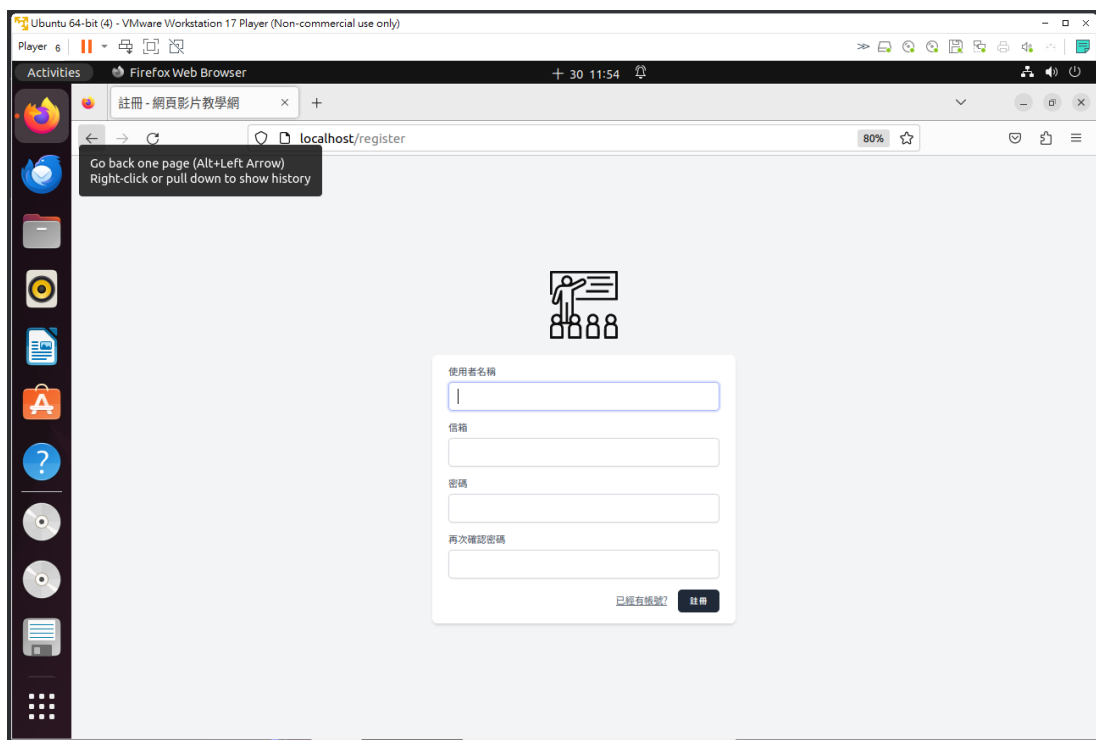 Ubuntu 64-bit (4) - VMware Workstation 17 Player (Non-commercial use only)
Player 6
Activities Firefox Web Browser 十 30 11:54
註冊 - 網頁影片教學網
localhost/register 80%
Go back one page (Alt+Left Arrow)
Right-click or pull down to show history
使用者名稱
信箱
密碼
再次確認密碼
已經有帳號? 註冊